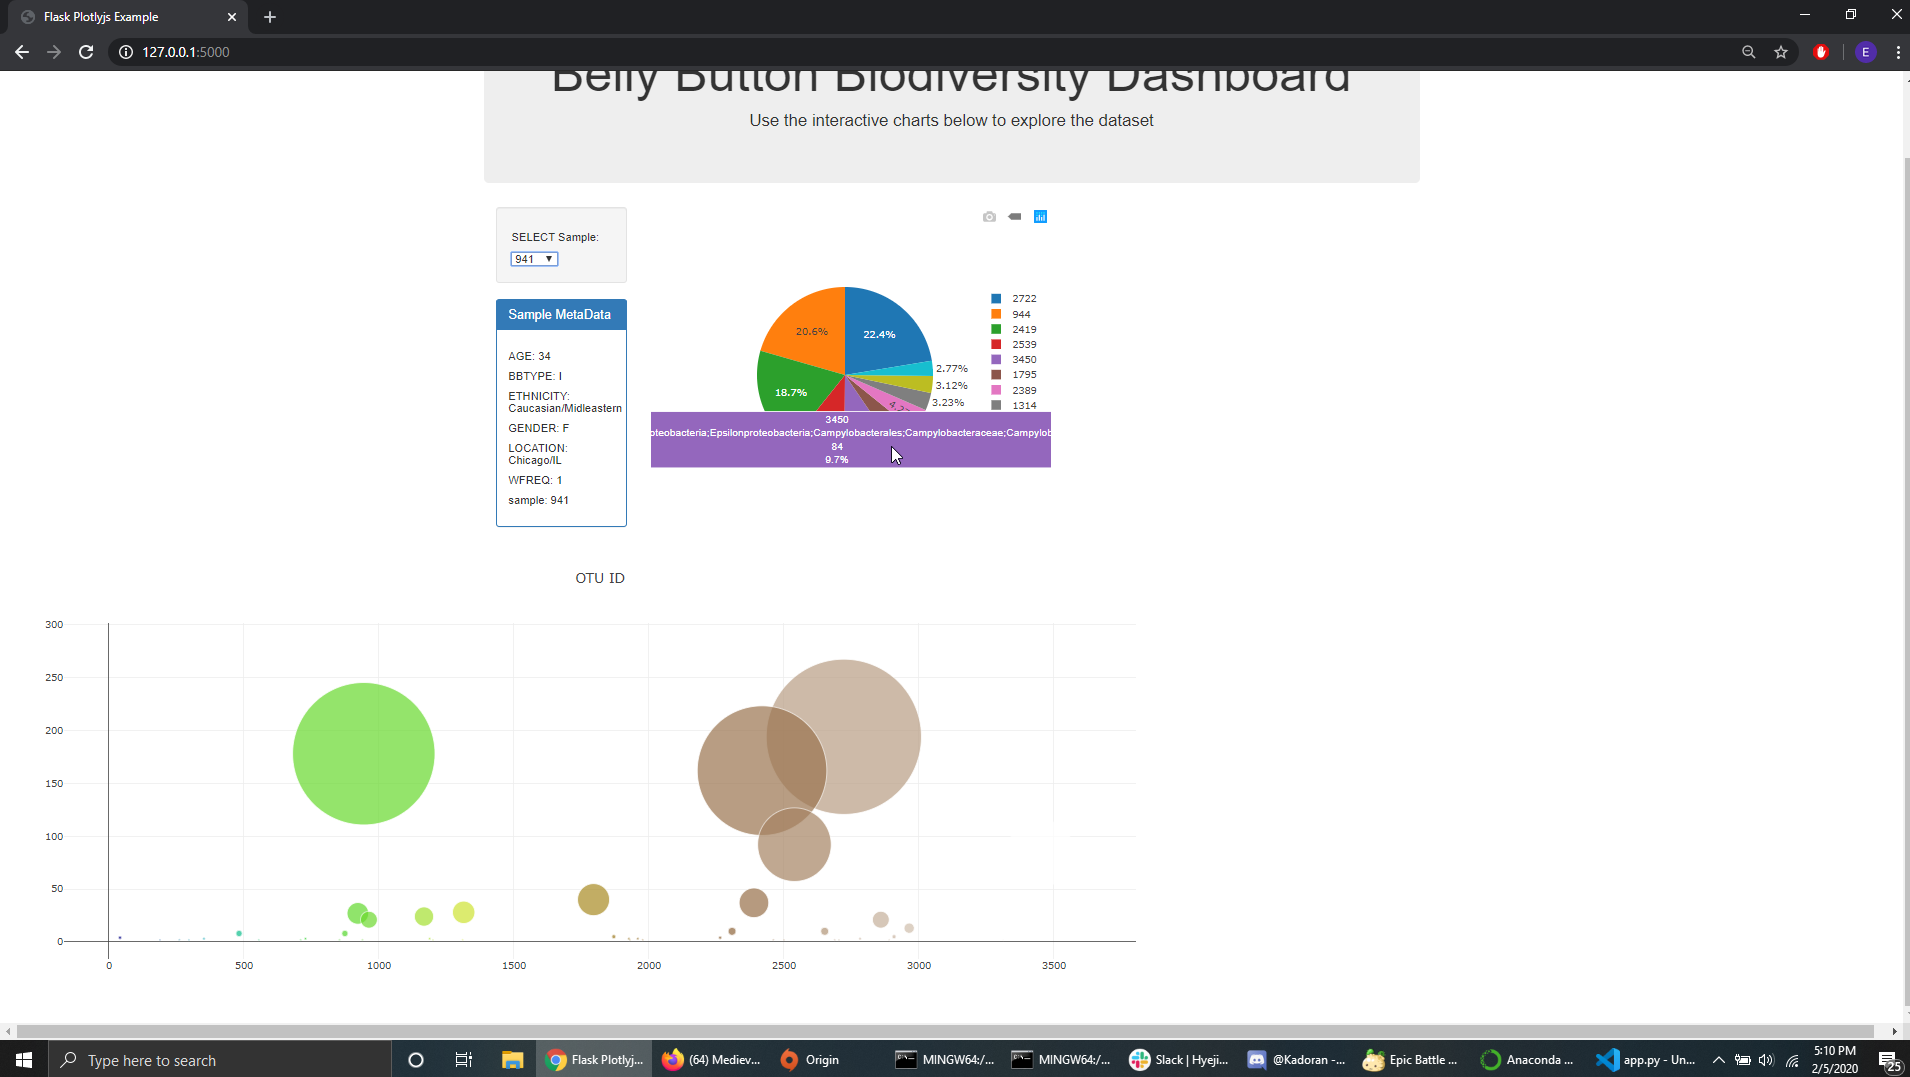 Flask Plotlyjs Example
127.0.0.1:5000
E
Belly Button Biodiversity Dashboard
Use the interactive charts below to explore the dataset
SELECT Sample:
941
Sample MetaData
AGE: 34
BBTYPE: I
ETHNICITY:
Caucasian/Midleastern
GENDER: F
LOCATION:
Chicago/IL
WFREQ: 1
sample: 941
20.6%
22.4%
18.7%
2.77%
3.12%
3.23%
2722
944
2419
2539
3450
1795
2389
1314
3450
oteobacteria;Epsilonproteobacteria;Campylobacterales;Campylobacteraceae;Campylob
84
9.7%
OTU ID
300
250
200
150
100
50
0
0 500 1000 1500 2000 2500 3000 3500
Type here to search
Flask Plotlyj...
(64) Mediev...
Origin
MINGW64:/...
MINGW64:/...
Slack | Hyeji...
@Kadoran -...
Epic Battle ...
Anaconda ...
app.py - Un...
5:10 PM
2/5/2020
25